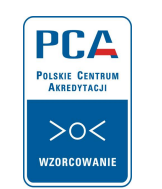 PCA
POLSKIE CENTRUM
AKREDYTACJI
WZORCOWANIE